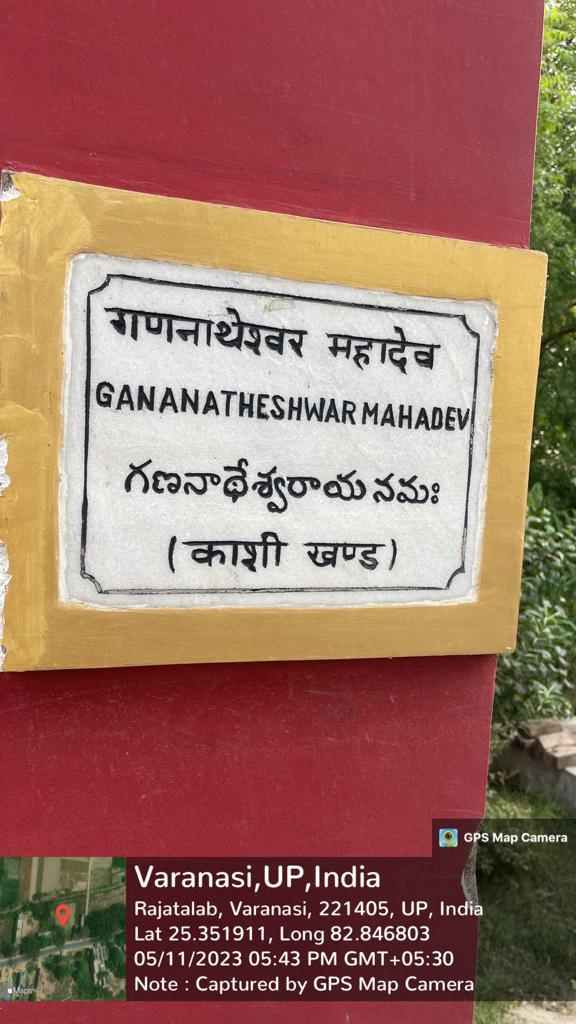 गणनाथेश्वर महादेव
GANANATHESHWAR MAHADEV
గణనాథేశ్వరాయ నమః
(काशी खण्ड)
GPS Map Camera
Varanasi,UP,India
Rajatalab, Varanasi, 221405, UP, India
Lat 25.351911, Long 82.846803
05/11/2023 05:43 PM GMT+05:30
Note : Captured by GPS Map Camera
Maps